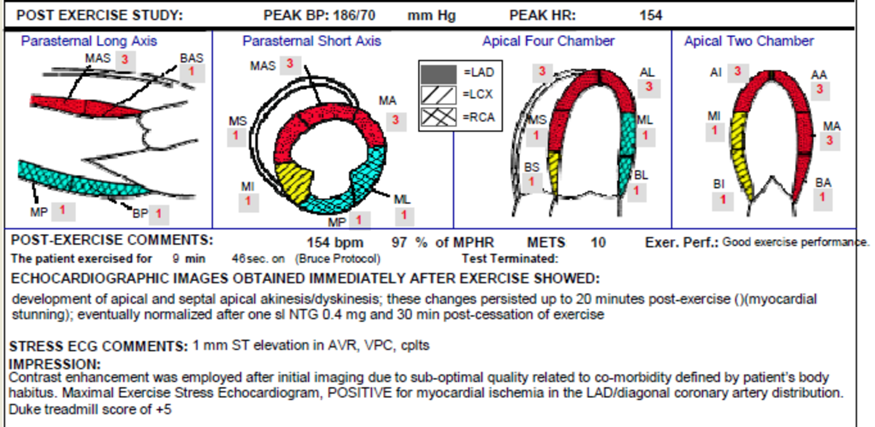 POST EXERCISE STUDY: PEAK BP: 186/70 mm Hg PEAK HR: 154
Parasternal Long Axis Parasternal Short Axis Apical Four Chamber Apical Two Chamber
MAS 3 BAS 1 MP 1 BP 1
MAS 3 MA 3 MS 1 MI 1 ML 1 MP 1
=LAD
=LCX
=RCA
3 AL 3 MS 1 ML 1 BS 1 BL 1
AI 3 AA 3 MI 1 MA 3 BI 1 BA 1
POST-EXERCISE COMMENTS: 154 bpm 97 % of MPHR METS 10 Exer. Perf.: Good exercise performance.
The patient exercised for 9 min 46sec. on (Bruce Protocol) Test Terminated:
ECHOCARDIOGRAPHIC IMAGES OBTAINED IMMEDIATELY AFTER EXERCISE SHOWED:
development of apical and septal apical akinesis/dyskinesis; these changes persisted up to 20 minutes post-exercise ()(myocardial
stunning); eventually normalized after one sl NTG 0.4 mg and 30 min post-cessation of exercise
STRESS ECG COMMENTS: 1 mm ST elevation in AVR, VPC, cplts
IMPRESSION:
Contrast enhancement was employed after initial imaging due to sub-optimal quality related to co-morbidity defined by patient's body
habitus. Maximal Exercise Stress Echocardiogram, POSITIVE for myocardial ischemia in the LAD/diagonal coronary artery distribution.
Duke treadmill score of +5